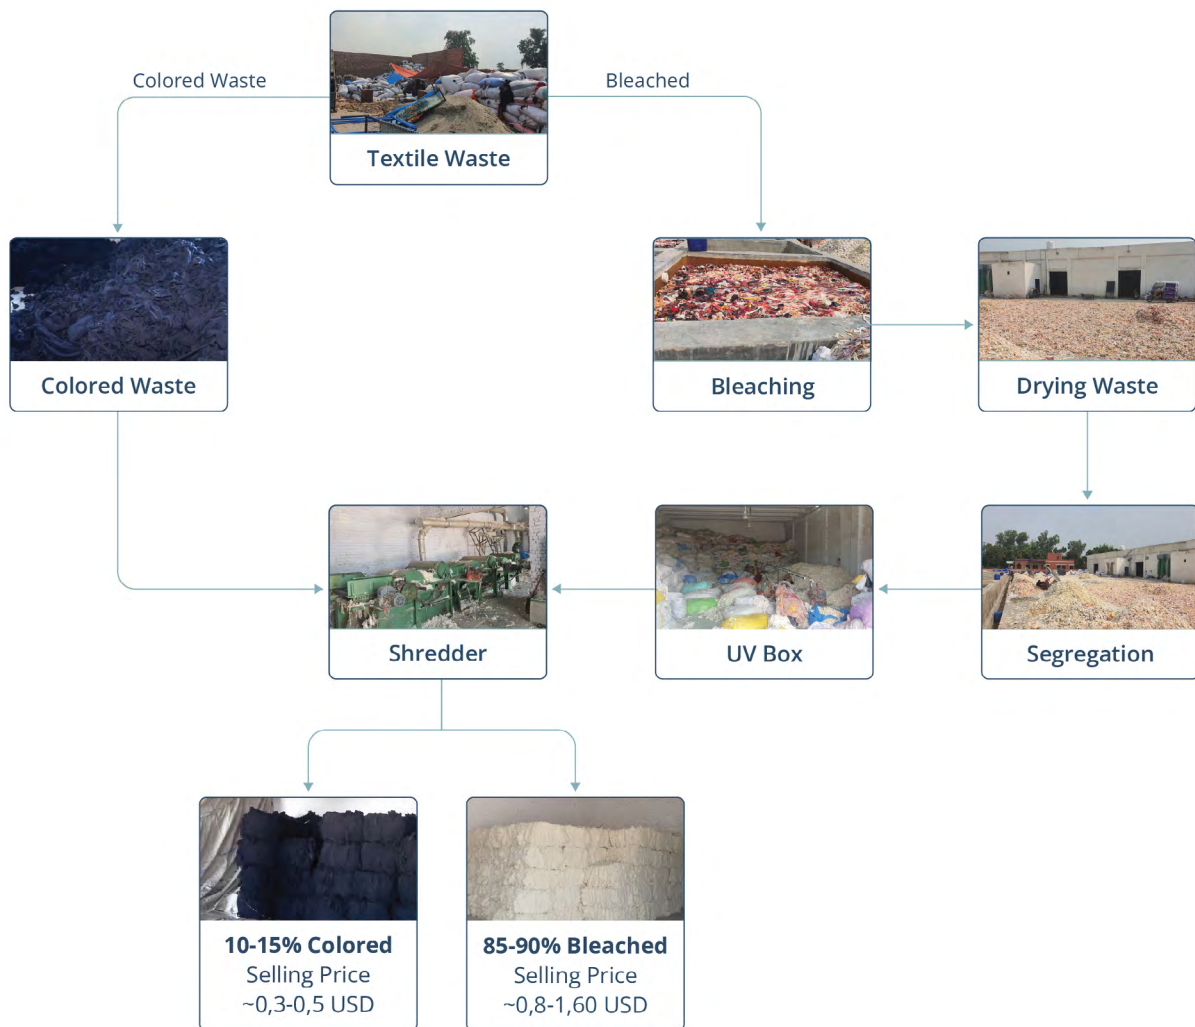 Colored Waste
Bleached
Textile Waste
Colored Waste
Bleaching
Drying Waste
Shredder
UV Box
Segregation
10-15% Colored
Selling Price
~0,3-0,5 USD
85-90% Bleached
Selling Price
~0,8-1,60 USD